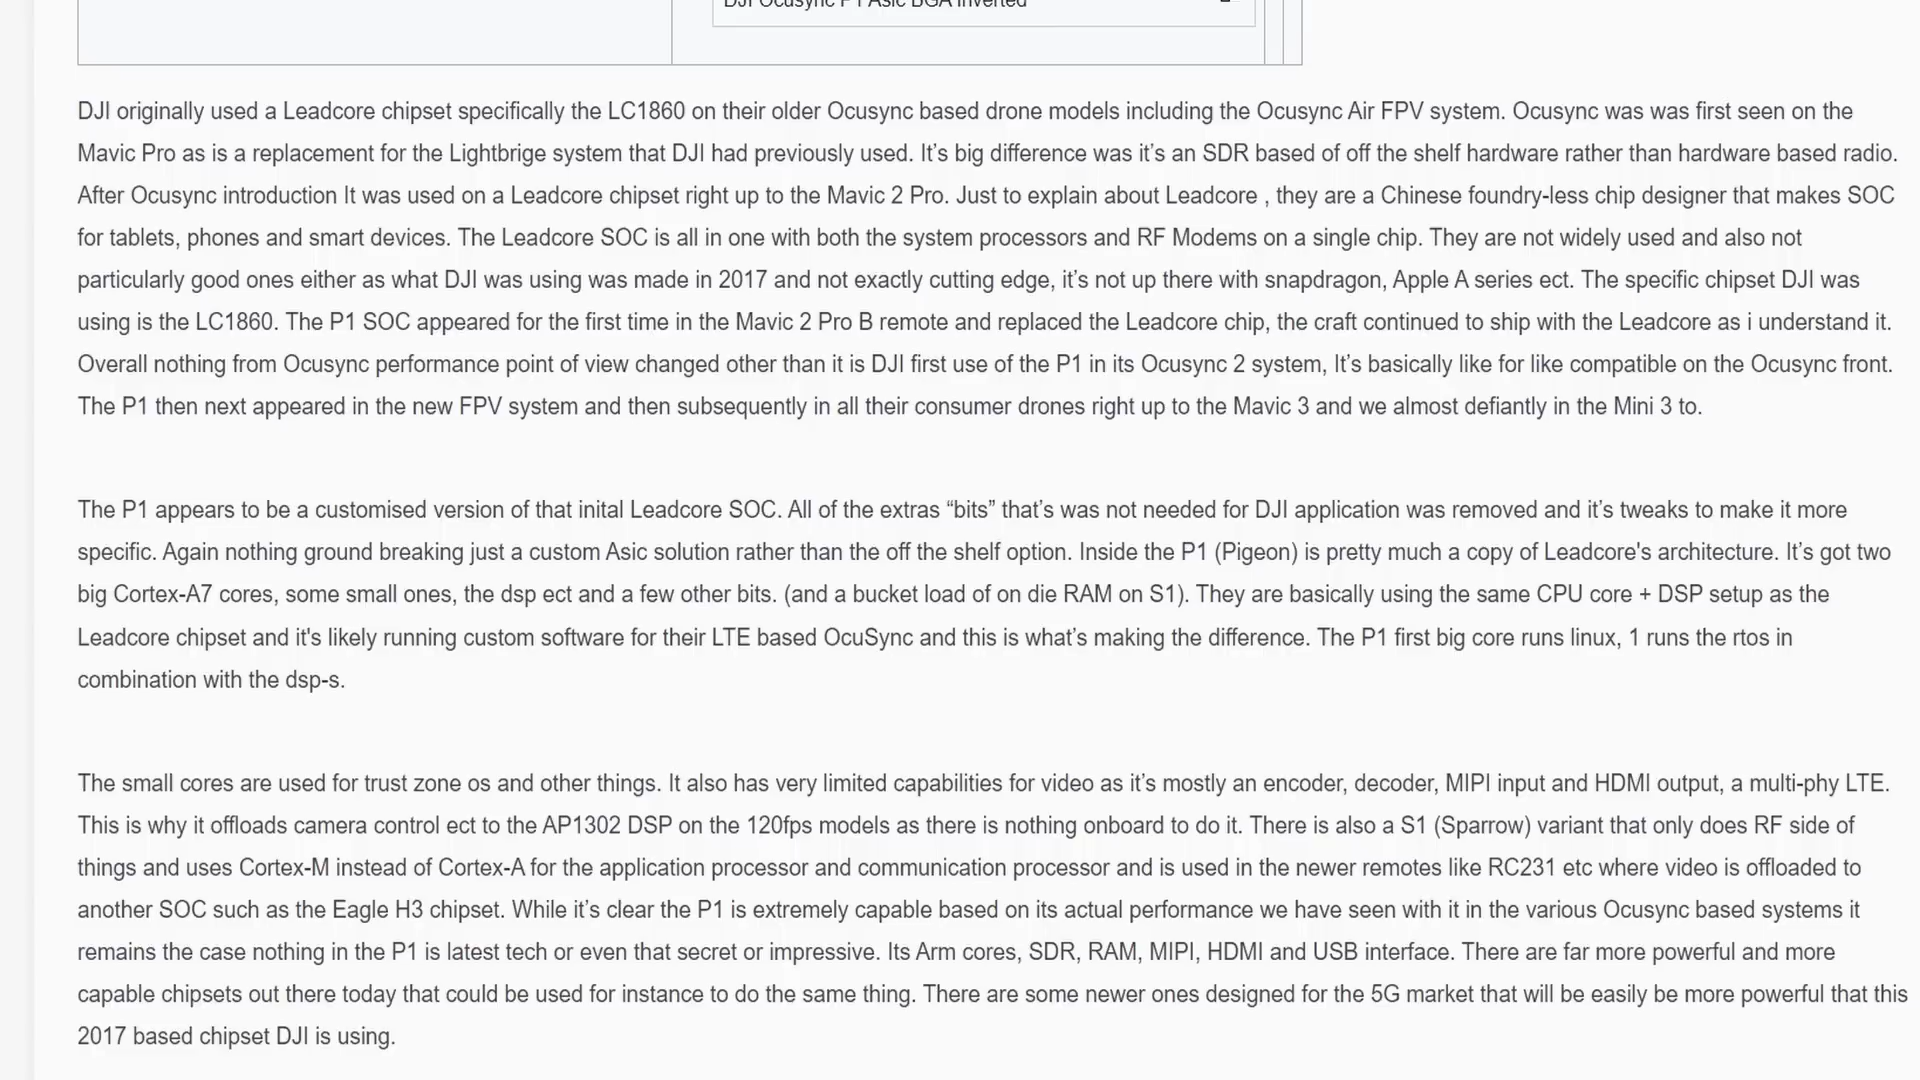 DJI Ocusync P1 Asic BGA Inverted
DJI originally used a Leadcore chipset specifically the LC1860 on their older Ocusync based drone models including the Ocusync Air FPV system. Ocusync was was first seen on the
Mavic Pro as is a replacement for the Lightbrige system that DJI had previously used. It’s big difference was it’s an SDR based of off the shelf hardware rather than hardware based radio.
After Ocusync introduction It was used on a Leadcore chipset right up to the Mavic 2 Pro. Just to explain about Leadcore , they are a Chinese foundry-less chip designer that makes SOC
for tablets, phones and smart devices. The Leadcore SOC is all in one with both the system processors and RF Modems on a single chip. They are not widely used and also not
particularly good ones either as what DJI was using was made in 2017 and not exactly cutting edge, it’s not up there with snapdragon, Apple A series ect. The specific chipset DJI was
using is the LC1860. The P1 SOC appeared for the first time in the Mavic 2 Pro B remote and replaced the Leadcore chip, the craft continued to ship with the Leadcore as i understand it.
Overall nothing from Ocusync performance point of view changed other than it is DJI first use of the P1 in its Ocusync 2 system, It’s basically like for like compatible on the Ocusync front.
The P1 then next appeared in the new FPV system and then subsequently in all their consumer drones right up to the Mavic 3 and we almost defiantly in the Mini 3 to.
The P1 appears to be a customised version of that inital Leadcore SOC. All of the extras “bits” that’s was not needed for DJI application was removed and it’s tweaks to make it more
specific. Again nothing ground breaking just a custom Asic solution rather than the off the shelf option. Inside the P1 (Pigeon) is pretty much a copy of Leadcore's architecture. It’s got two
big Cortex-A7 cores, some small ones, the dsp ect and a few other bits. (and a bucket load of on die RAM on S1). They are basically using the same CPU core + DSP setup as the
Leadcore chipset and it's likely running custom software for their LTE based OcuSync and this is what’s making the difference. The P1 first big core runs linux, 1 runs the rtos in
combination with the dsp-s.
The small cores are used for trust zone os and other things. It also has very limited capabilities for video as it’s mostly an encoder, decoder, MIPI input and HDMI output, a multi-phy LTE.
This is why it offloads camera control ect to the AP1302 DSP on the 120fps models as there is nothing onboard to do it. There is also a S1 (Sparrow) variant that only does RF side of
things and uses Cortex-M instead of Cortex-A for the application processor and communication processor and is used in the newer remotes like RC231 etc where video is offloaded to
another SOC such as the Eagle H3 chipset. While it’s clear the P1 is extremely capable based on its actual performance we have seen with it in the various Ocusync based systems it
remains the case nothing in the P1 is latest tech or even that secret or impressive. Its Arm cores, SDR, RAM, MIPI, HDMI and USB interface. There are far more powerful and more
capable chipsets out there today that could be used for instance to do the same thing. There are some newer ones designed for the 5G market that will be easily be more powerful that this
2017 based chipset DJI is using.